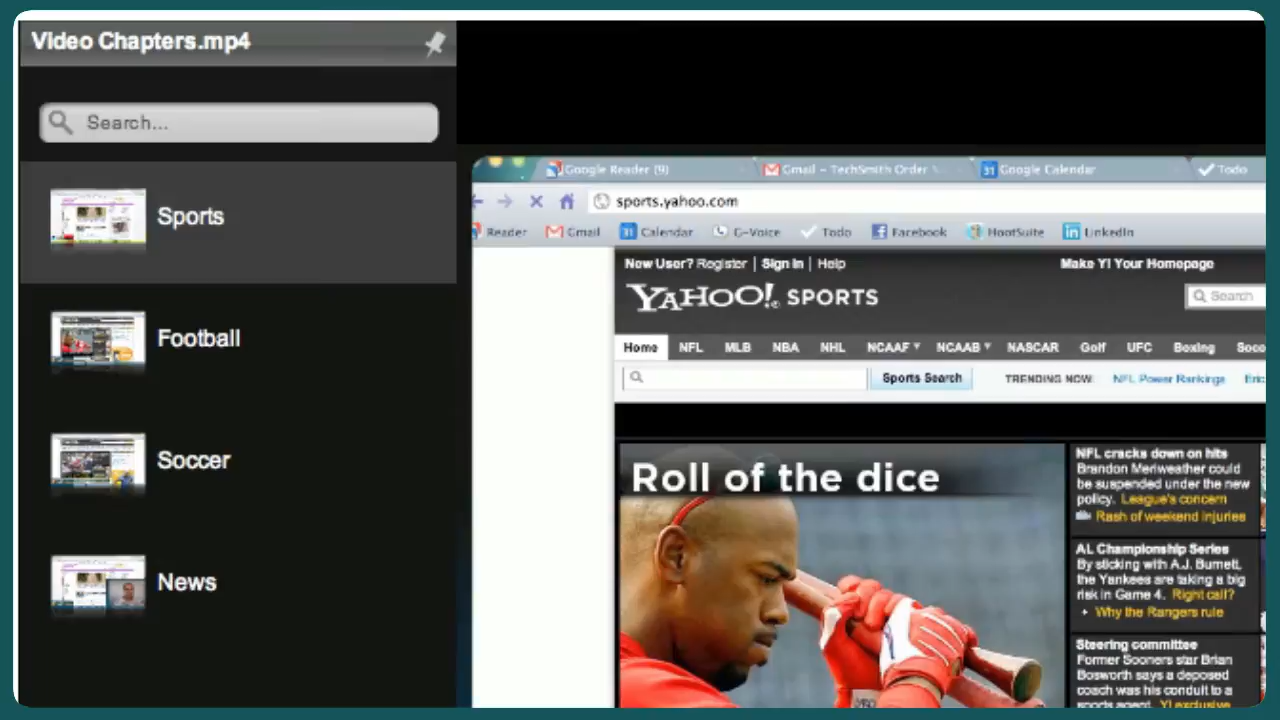 Video Chapters.mp4
Search...
Sports
Football
Soccer
News
Google Reader (9)
Gmail – TechSmith Order
Google Calendar
Todo
sports.yahoo.com
Reader
Gmail
Calendar
G-Voice
Todo
Facebook
HootSuite
LinkedIn
New User? Register | Sign In | Help
Make Y! Your Homepage
YAHOO! SPORTS
Search
Home NFL MLB NBA NHL NCAAF NCAAB NASCAR Golf UFC Boxing Socc
Sports Search
TRENDING NOW: NFL Power Rankings Eric
Roll of the dice
NFL cracks down on hits
Brandon Meriweather could
be suspended under the new
policy. League's concern
Rash of weekend injuries
AL Championship Series
By sticking with A.J. Burnett,
the Yankees are taking a big
risk in Game 4. Right call?
• Why the Rangers rule
Steering committee
Former Sooners star Brian
Bosworth says a deposed
coach was his conduit to a
sports agent. Y! exclusive